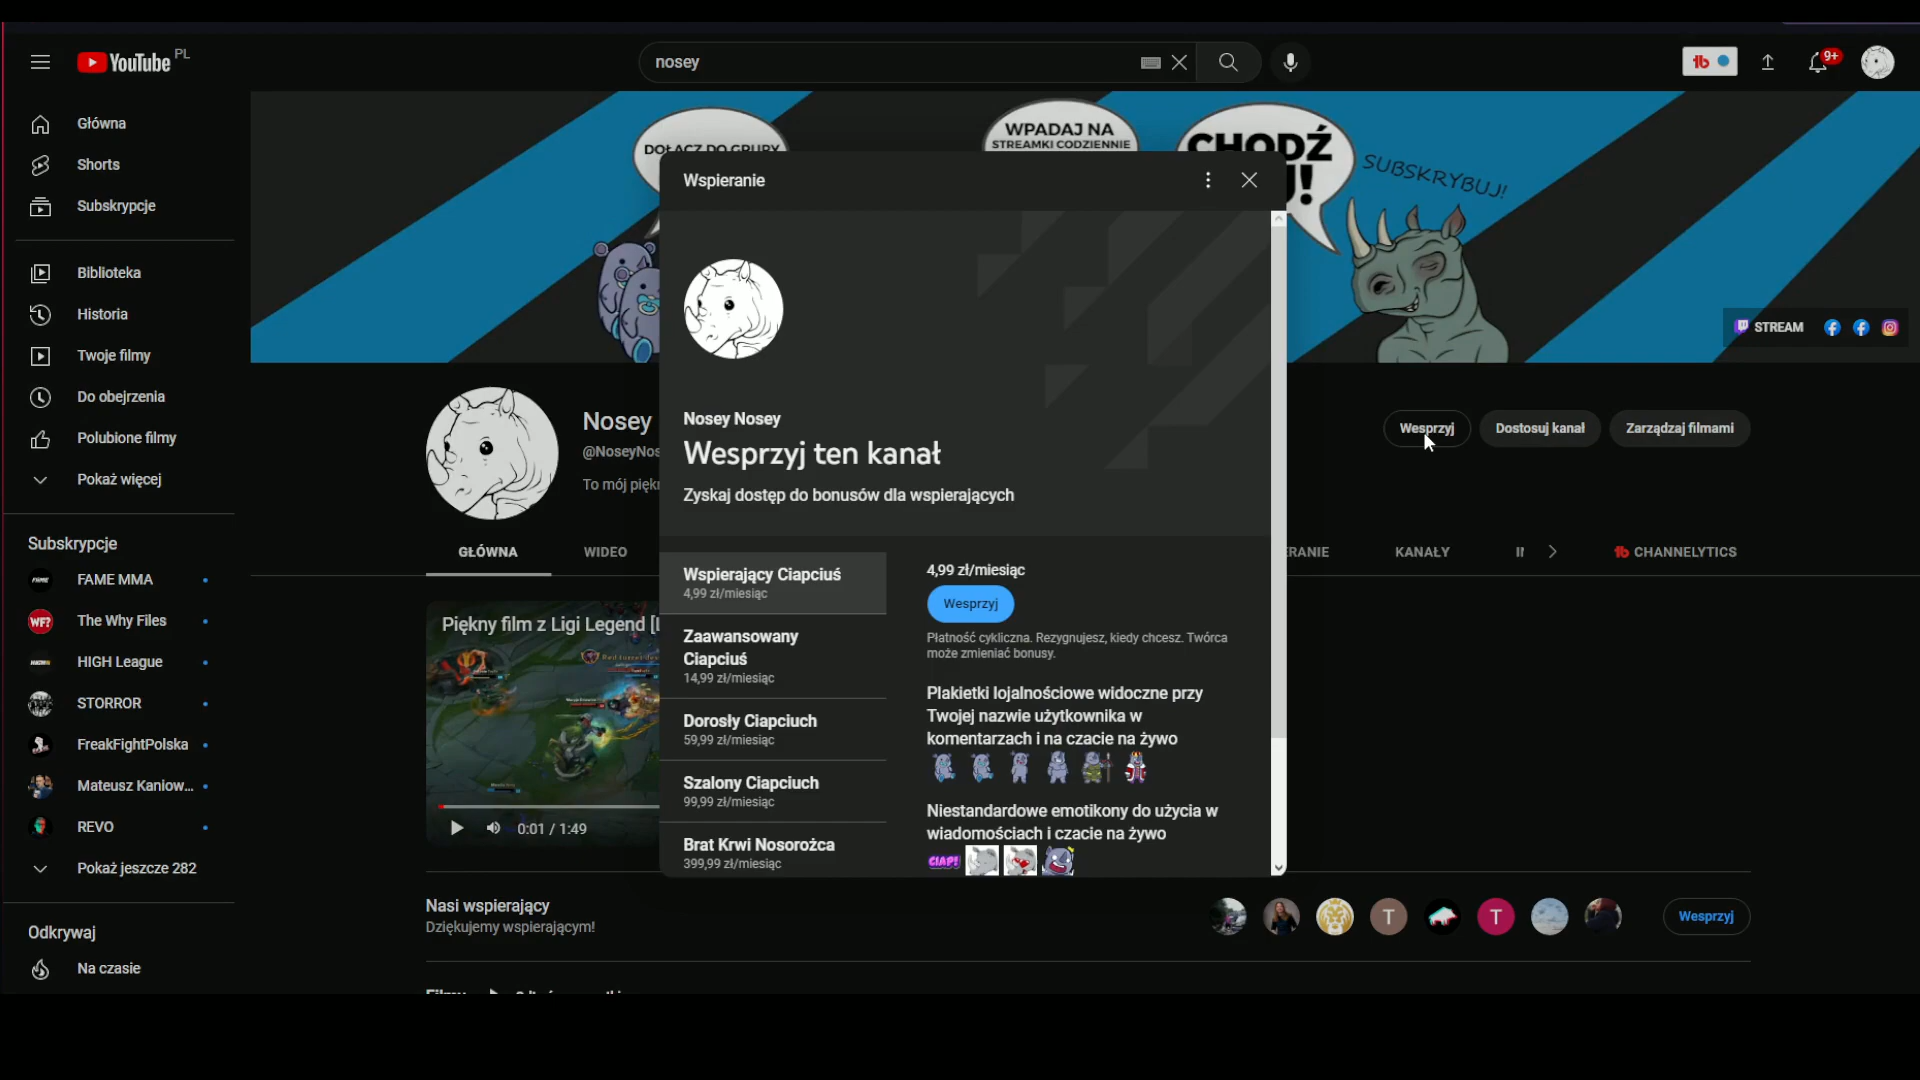 YouTube PL
nosey
9+
Główna
Shorts
Subskrypcje
Biblioteka
Historia
Twoje filmy
Do obejrzenia
Polubione filmy
Pokaż więcej
Subskrypcje
FAME MMA
The Why Files
HIGH League
STORROR
FreakFightPolska
Mateusz Kaniow...
REVO
Pokaż jeszcze 282
Odkrywaj
Na czasie
DOŁĄCZ DO GRUPY
WPADAJ NA
STREAMKI CODZIENNIE
CHODŹ
SUBSKRYBUJ!
STREAM
Nosey
@NoseyNos
To mój piękn
Wesprzyj
Dostosuj kanał
Zarządzaj filmami
GŁÓWNA
WIDEO
ERANIE
KANAŁY
CHANNELYTICS
Piękny film z Ligi Legend [L
0:01 / 1:49
Wspieranie
Nosey Nosey
Wesprzyj ten kanał
Zyskaj dostęp do bonusów dla wspierających
Wspierający Ciapciuś
4,99 zł/miesiąc
Zaawansowany
Ciapciuś
14,99 zł/miesiąc
Dorosły Ciapciuch
59,99 zł/miesiąc
Szalony Ciapciuch
99,99 zł/miesiąc
Brat Krwi Nosorożca
399,99 zł/miesiąc
4,99 zł/miesiąc
Wesprzyj
Płatność cykliczna. Rezygnujesz, kiedy chcesz. Twórca
może zmieniać bonusy.
Plakietki lojalnościowe widoczne przy
Twojej nazwie użytkownika w
komentarzach i na czacie na żywo
Niestandardowe emotikony do użycia w
wiadomościach i czacie na żywo
CIAP!
Nasi wspierający
Dziękujemy wspierającym!
T
T
Wesprzyj